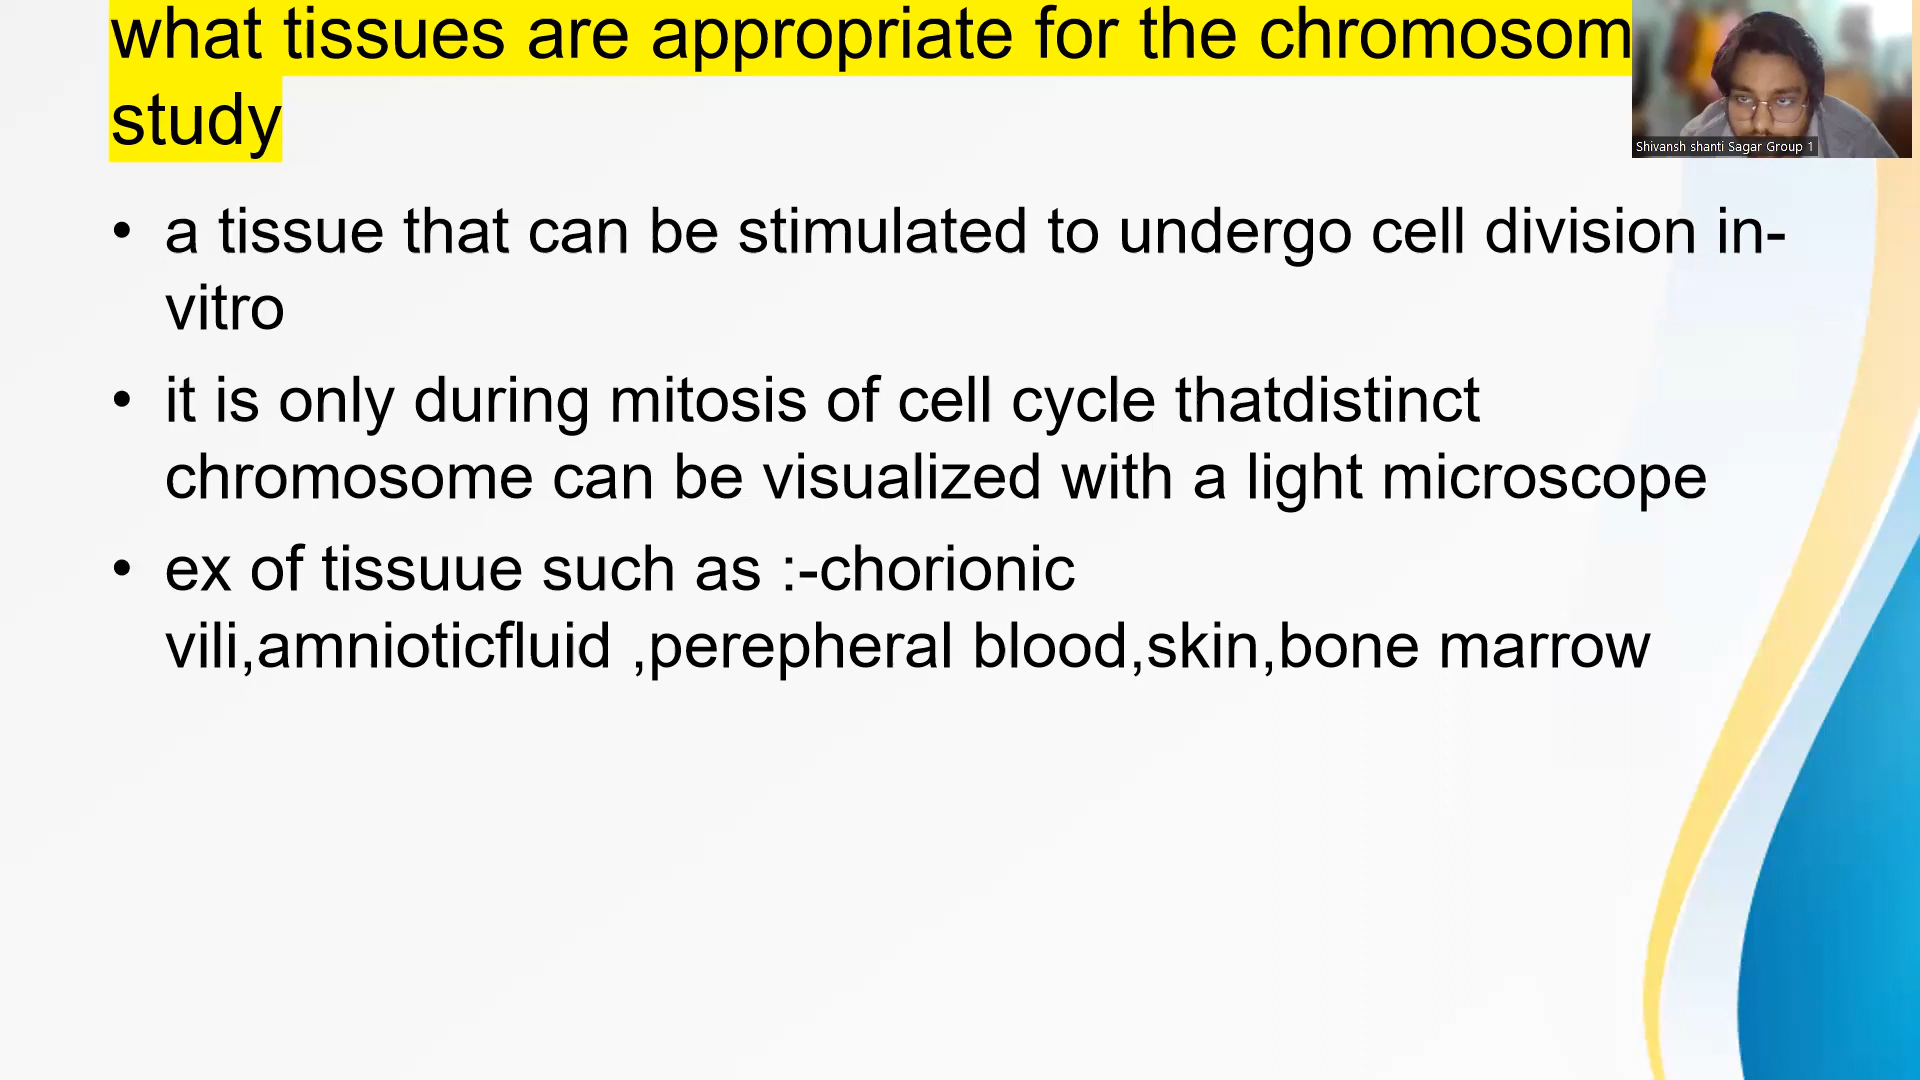 what tissues are appropriate for the chromosom
study
• a tissue that can be stimulated to undergo cell division in-
vitro
• it is only during mitosis of cell cycle thatdistinct
chromosome can be visualized with a light microscope
• ex of tissuue such as :-chorionic
vili,amnioticfluid ,perepheral blood,skin,bone marrow
Shivansh shanti Sagar Group 1